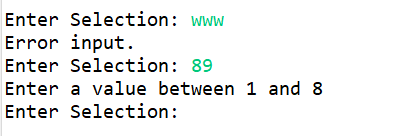 Enter Selection: www
Error input.
Enter Selection: 89
Enter a value between 1 and 8
Enter Selection: